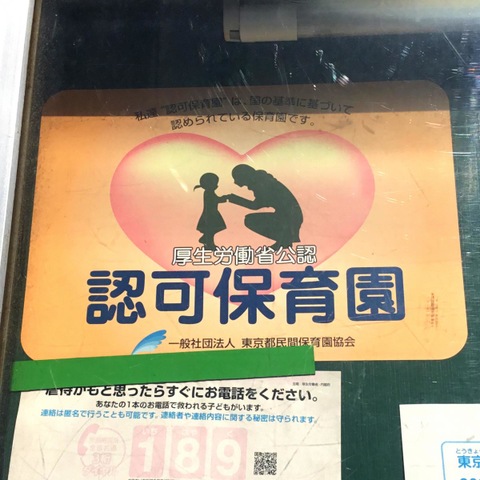 私達“認可保育園”は、国の基準に基づいて
認められている保育園です。
厚生労働省公認
認可保育園
一般社団法人 東京都民間保育園協会
虐待かもと思ったらすぐにお電話をください。
あなたの1本のお電話で救われる子どもがいます。
連絡は匿名で行うことも可能です。連絡者や連絡内容に関する秘密は守られます。
189
とうきょ
東京